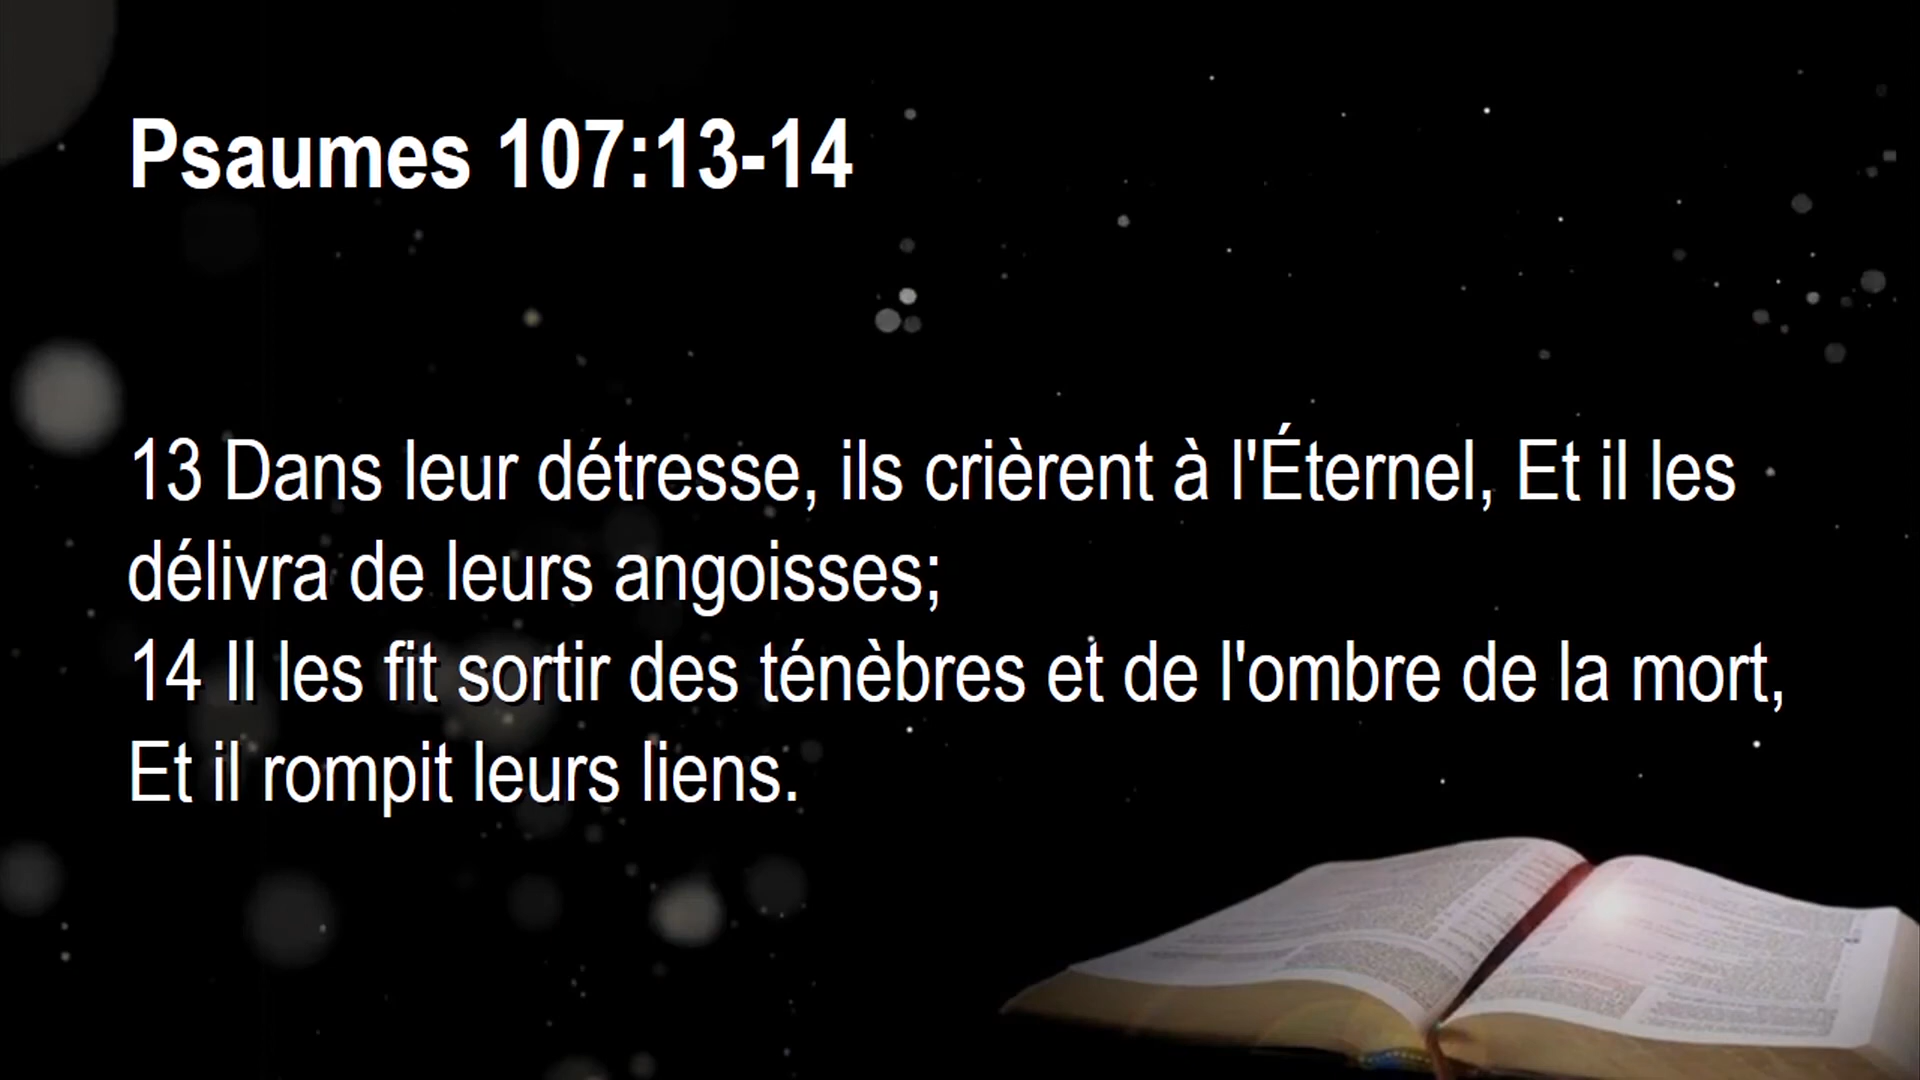 Psaumes 107:13-14
13 Dans leur détresse, ils crièrent à l'Éternel, Et il les
délivra de leurs angoisses;
14 Il les fit sortir des ténèbres et de l'ombre de la mort,
Et il rompit leurs liens.